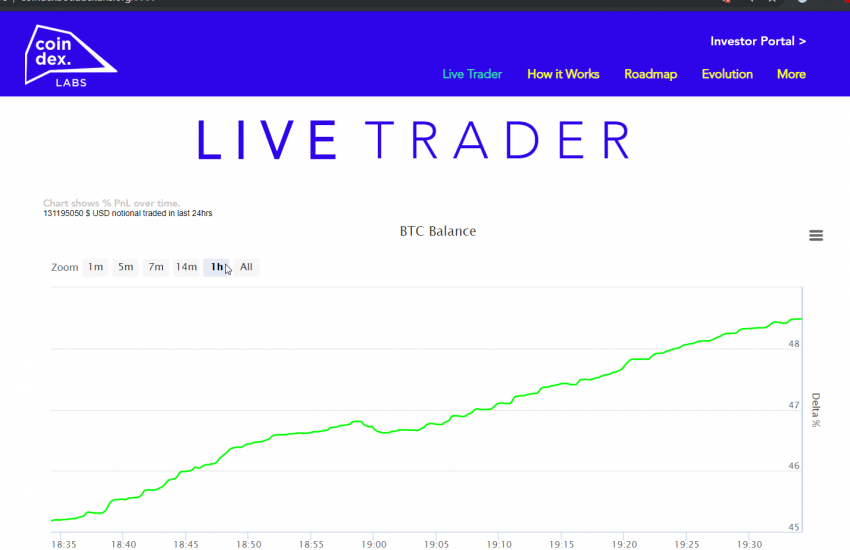 coin
dex.
LABS
Investor Portal >
Live Trader How it Works Roadmap Evolution More
LIVE TRADER
Chart shows % PnL over time.
131195050 $ USD notional traded in last 24hrs
BTC Balance
Zoom 1m 5m 7m 14m 1h All
48
47
46
45
Delta %
18:35 18:40 18:45 18:50 18:55 19:00 19:05 19:10 19:15 19:20 19:25 19:30